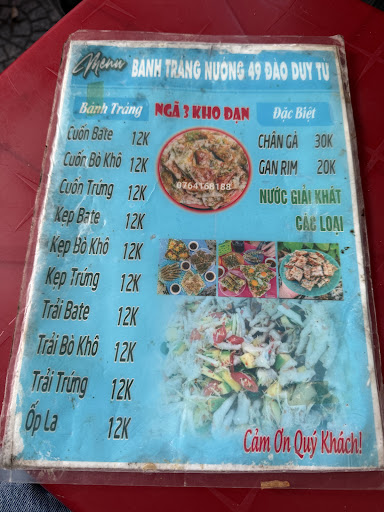 Menu BÁNH TRÁNG NƯỚNG 49 ĐÀO DUY TỪ
Bánh Tráng NGÃ 3 KHO ĐẠN Đặc Biệt
Cuốn Bate 12K
Cuốn Bò Khô 12K
Cuốn Trứng 12K
Kẹp Bate 12K
Kẹp Bò Khô 12K
Kẹp Trứng 12K
Trải Bate 12K
Trải Bò Khô 12K
Trải Trứng 12K
Ốp La 12K
0764168188
CHÂN GÀ 30K
GAN RIM 20K
NƯỚC GIẢI KHÁT
CÁC LOẠI
Cảm Ơn Quý Khách!